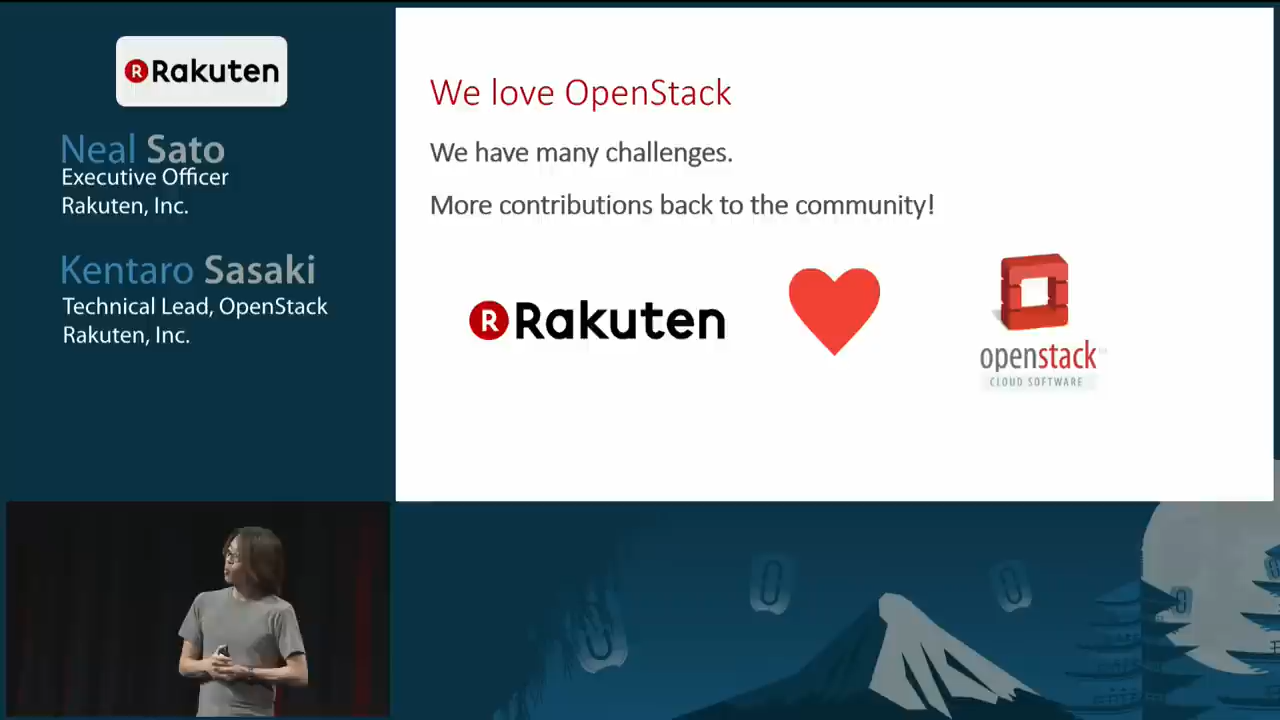 Rakuten
Neal Sato
Executive Officer
Rakuten, Inc.
Kentaro Sasaki
Technical Lead, OpenStack
Rakuten, Inc.
We love OpenStack
We have many challenges.
More contributions back to the community!
Rakuten
openstack
CLOUD SOFTWARE